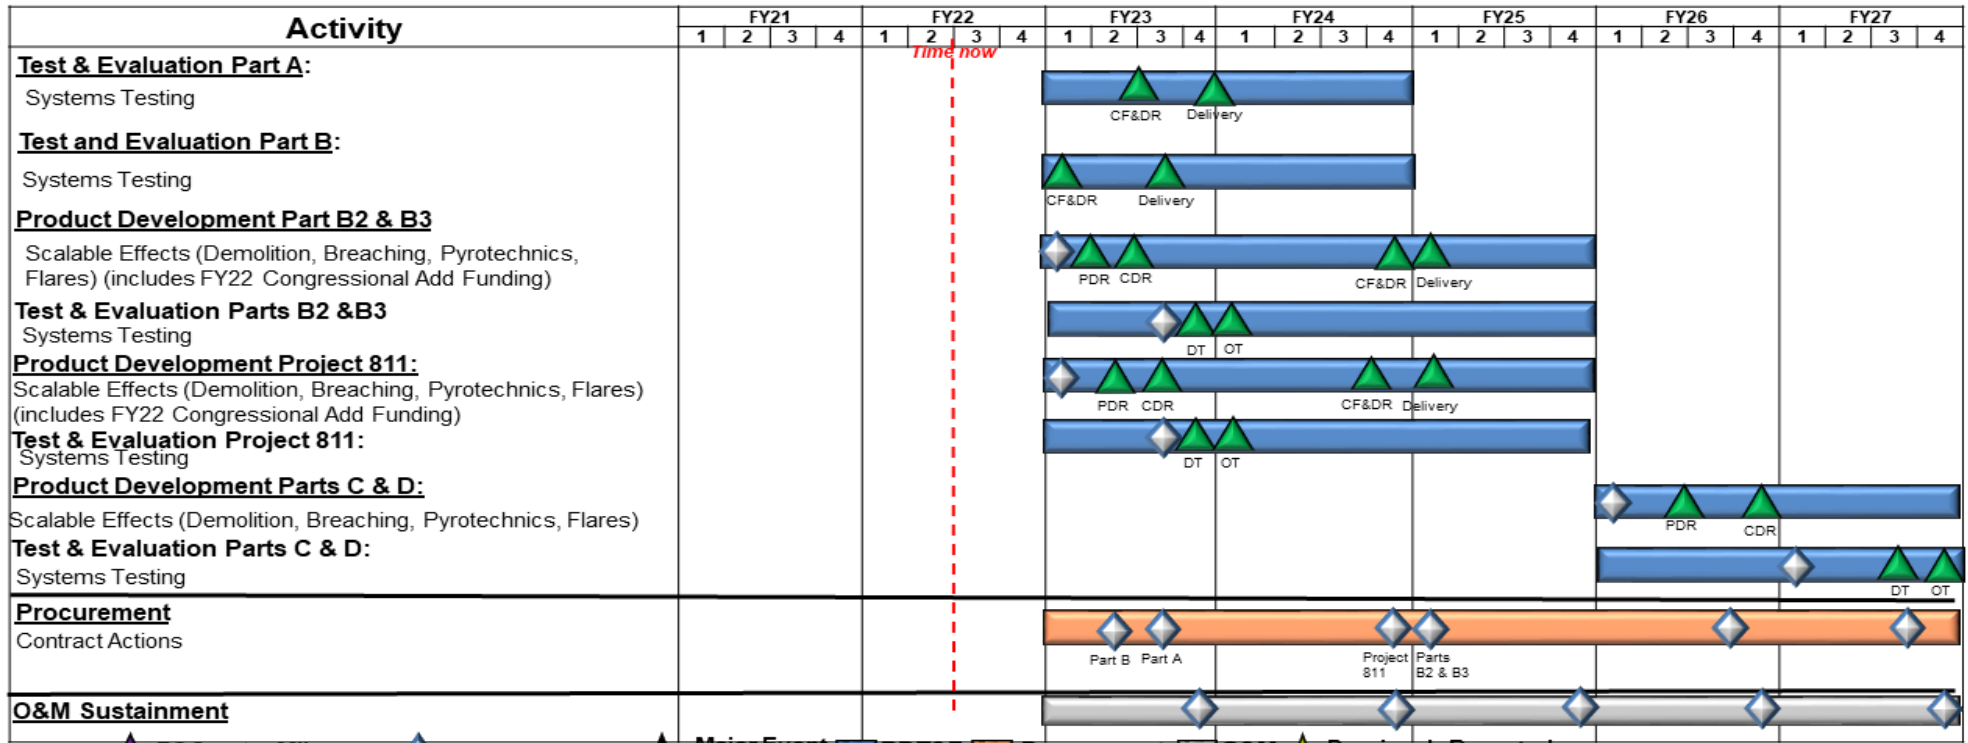 Activity
FY21 FY22 FY23 FY24 FY25 FY26 FY27
1 2 3 4 1 2 3 4 1 2 3 4 1 2 3 4 1 2 3 4 1 2 3 4 1 2 3 4
Time now
Test & Evaluation Part A:
Systems Testing
CF&DR Delivery
Test and Evaluation Part B:
Systems Testing
CF&DR Delivery
Product Development Part B2 & B3
Scalable Effects (Demolition, Breaching, Pyrotechnics,
Flares) (includes FY22 Congressional Add Funding)
PDR CDR CF&DR Delivery
Test & Evaluation Parts B2 &B3
Systems Testing
DT OT
Product Development Project 811:
Scalable Effects (Demolition, Breaching, Pyrotechnics, Flares)
(includes FY22 Congressional Add Funding)
PDR CDR CF&DR Delivery
Test & Evaluation Project 811:
Systems Testing
DT OT
Product Development Parts C & D:
Scalable Effects (Demolition, Breaching, Pyrotechnics, Flares)
PDR CDR
Test & Evaluation Parts C & D:
Systems Testing
DT OT
Procurement
Contract Actions
Part B Part A Project Parts
811 B2 & B3
O&M Sustainment
Major Event